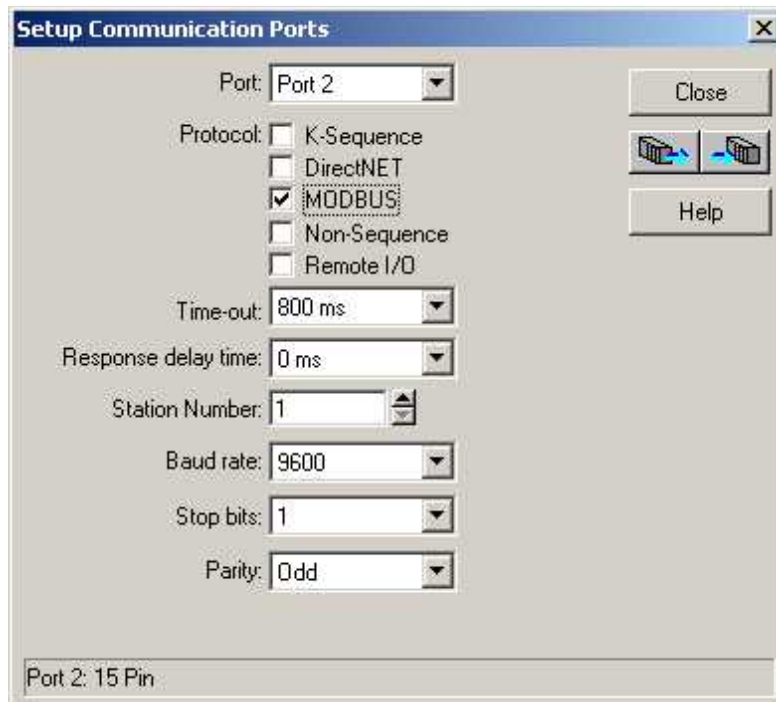 Setup Communication Ports
Port: Port 2
Close
Protocol: K-Sequence
DirectNET
MODBUS
Non-Sequence
Remote I/O
Help
Time-out: 800 ms
Response delay time: 0 ms
Station Number: 1
Baud rate: 9600
Stop bits: 1
Parity: Odd
Port 2: 15 Pin